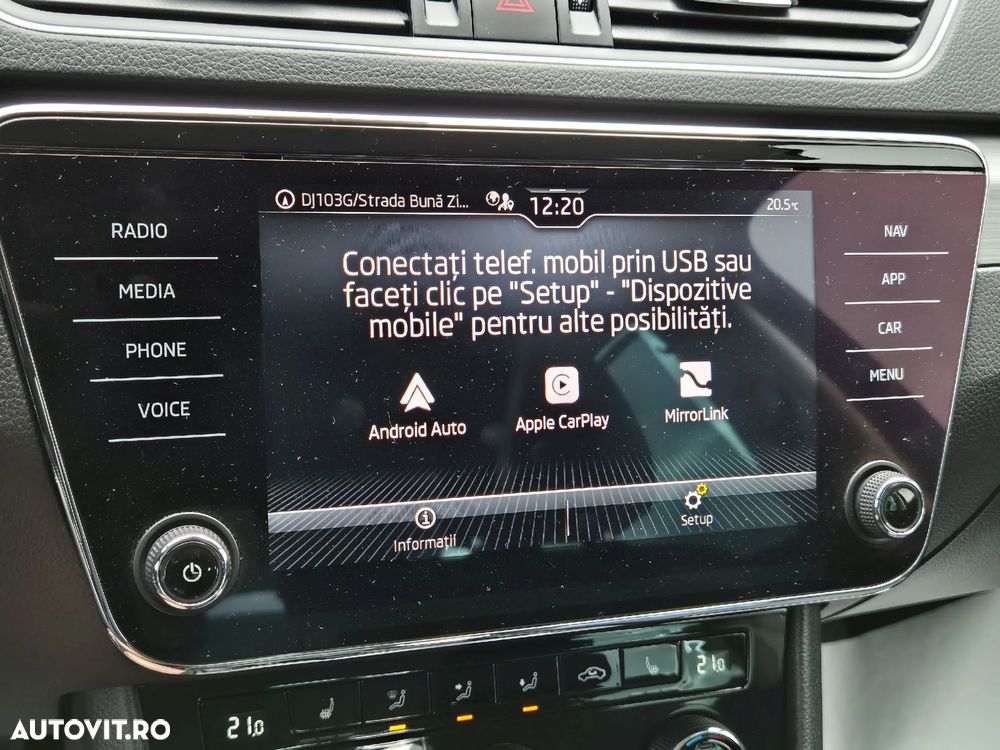 DJ103G/Strada Bună Zi...
12:20
20.5°C
RADIO
MEDIA
PHONE
VOICE
Conectați telef. mobil prin USB sau
faceți clic pe "Setup" - "Dispozitive
mobile" pentru alte posibilități.
Android Auto
Apple CarPlay
MirrorLink
Informații
Setup
NAV
APP
CAR
MENU
21.0
21.0
AUTOVIT.RO